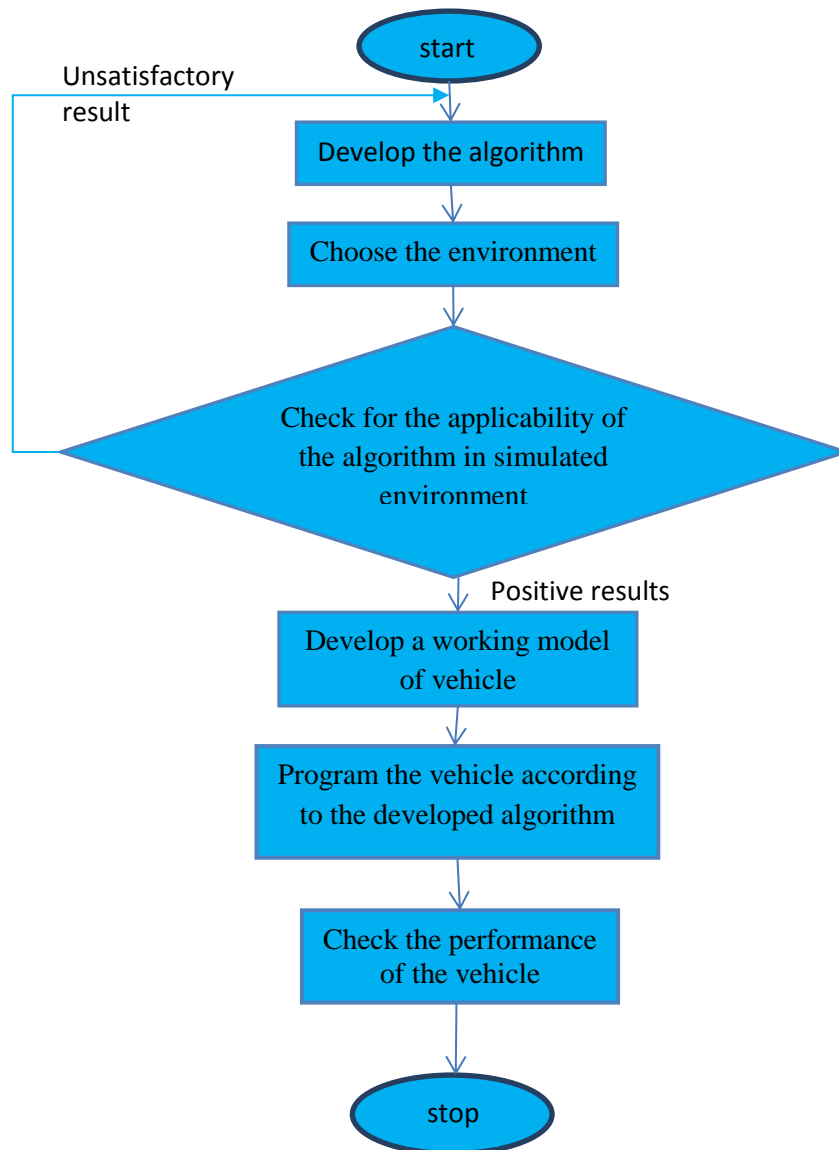 start
Unsatisfactory
result
Develop the algorithm
Choose the environment
Check for the applicability of
the algorithm in simulated
environment
Positive results
Develop a working model
of vehicle
Program the vehicle according
to the developed algorithm
Check the performance
of the vehicle
stop